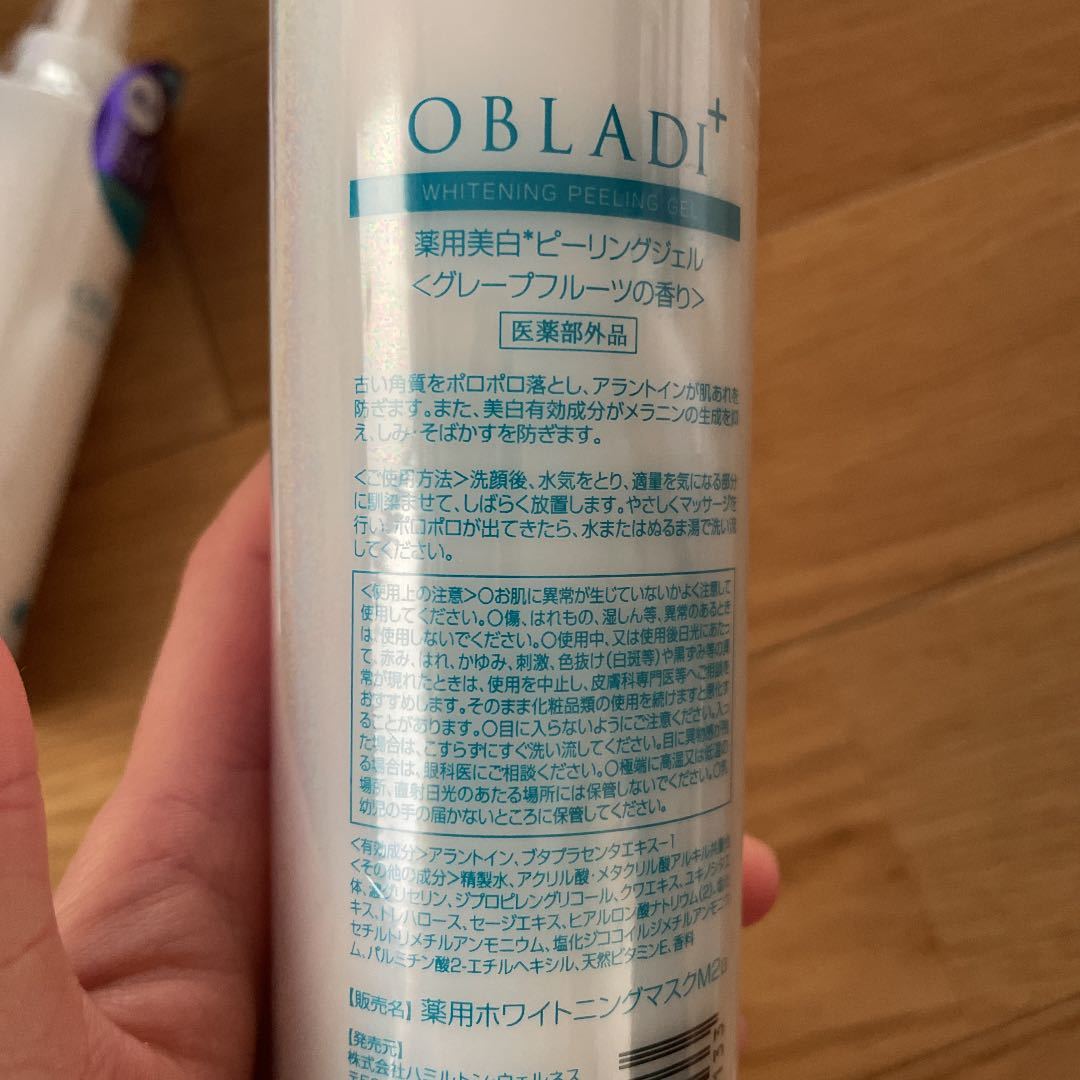 OBLADI+
WHITENING PEELING GEL
薬用美白*ピーリングジェル
<グレープフルーツの香り>
医薬部外品
古い角質をポロポロ落とし、アラントインが肌あれを
防ぎます。また、美白有効成分がメラニンの生成を抑
え、しみ・そばかすを防ぎます。
<ご使用方法>洗顔後、水気をとり、適量を気になる部分
に馴染ませて、しばらく放置します。やさしくマッサージを
行い、ポロポロが出てきたら、水またはぬるま湯で洗い流
してください。
<使用上の注意>○お肌に異常が生じていないかよく注意して
使用してください。○傷、はれもの、湿しん等、異常のあるとき
は、使用しないでください。○使用中、又は使用後日光にあたっ
て、赤み、はれ、かゆみ、刺激、色抜け(白斑等)や黒ずみ等の異
常が現れたときは、使用を中止し、皮膚科専門医等へご相談を
おすすめします。そのまま化粧品類の使用を続けますと悪化す
ることがあります。○目に入らないようにご注意ください。入っ
た場合は、こすらずにすぐ洗い流してください。目に異物感が残
る場合は、眼科医にご相談ください。○極端に高温又は低温の
場所、直射日光のあたる場所には保管しないでください。○乳
幼児の手の届かないところに保管してください。
<有効成分>アラントイン、ブタプラセンタエキス-1
<その他の成分>精製水、アクリル酸・メタクリル酸アルキル共重合
体、濃グリセリン、ジプロピレングリコール、クワエキス、ユキノシタエ
キス、トレハロース、セージエキス、ヒアルロン酸ナトリウム(2)、塩化
セチルトリメチルアンモニウム、塩化ジココイルジメチルアンモニウ
ム、パルミチン酸2-エチルヘキシル、天然ビタミンE、香料
【販売名】薬用ホワイトニングマスクM2a
【発売元】
株式会社ハミルトン・ウェルネス